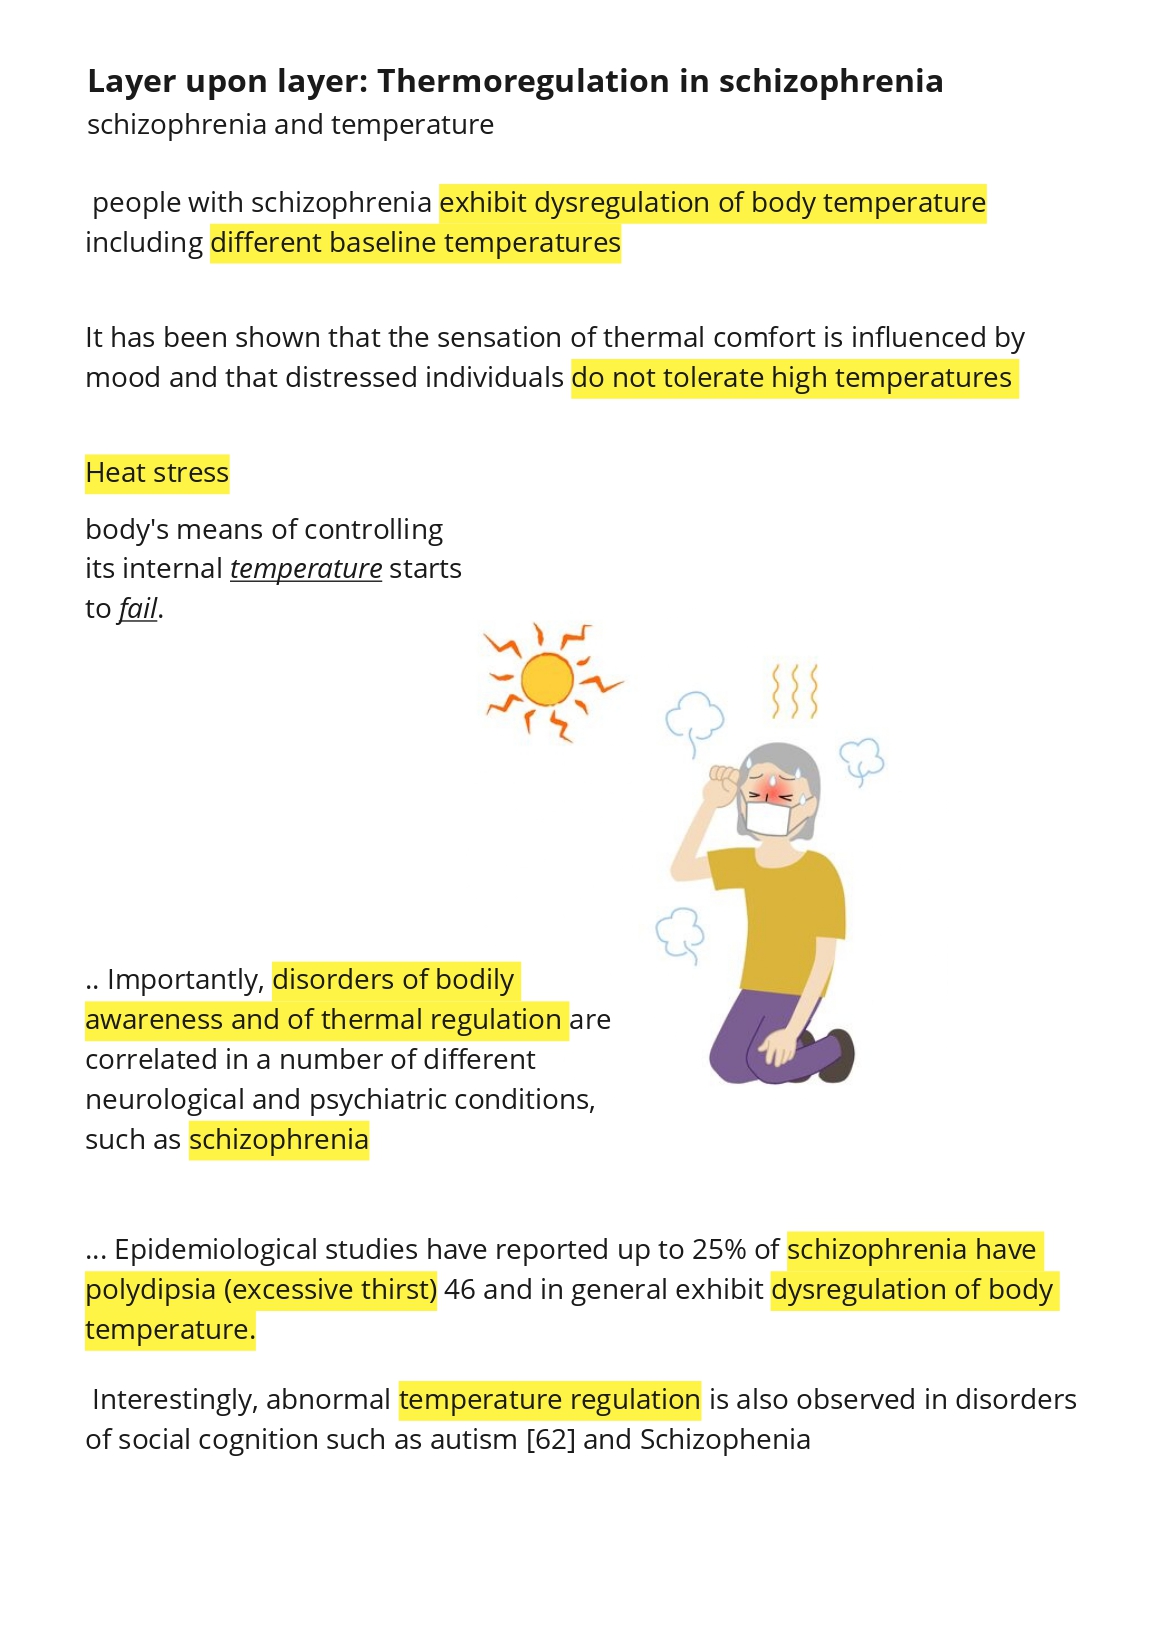 Layer upon layer: Thermoregulation in schizophrenia
schizophrenia and temperature
people with schizophrenia exhibit dysregulation of body temperature
including different baseline temperatures
It has been shown that the sensation of thermal comfort is influenced by
mood and that distressed individuals do not tolerate high temperatures
Heat stress
body's means of controlling
its internal temperature starts
to fail.
.. Importantly, disorders of bodily
awareness and of thermal regulation are
correlated in a number of different
neurological and psychiatric conditions,
such as schizophrenia
... Epidemiological studies have reported up to 25% of schizophrenia have
polydipsia (excessive thirst) 46 and in general exhibit dysregulation of body
temperature.
Interestingly, abnormal temperature regulation is also observed in disorders
of social cognition such as autism [62] and Schizophenia